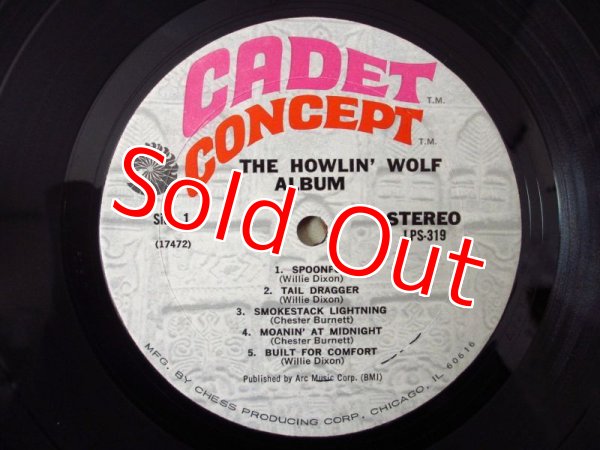 CADET
T.M.
CONCEPT
T.M.
THE HOWLIN' WOLF
ALBUM
Sold Out
1
STEREO
(17472)
LPS-319
1.
(Willie Dixon)
2. TAIL DRAGGER
(Willie Dixon)
3. SMOKESTACK LIGHTNING
(Chester Burnett)
4. MOANIN' AT MIDNIGHT
(Chester Burnett)
5. BUILT FOR COMFORT
(Willie Dixon)
Published by Arc Music Corp. (BMI)
MFG. BY CHESS PRODUCING CORP. CHICAGO, IL 60616